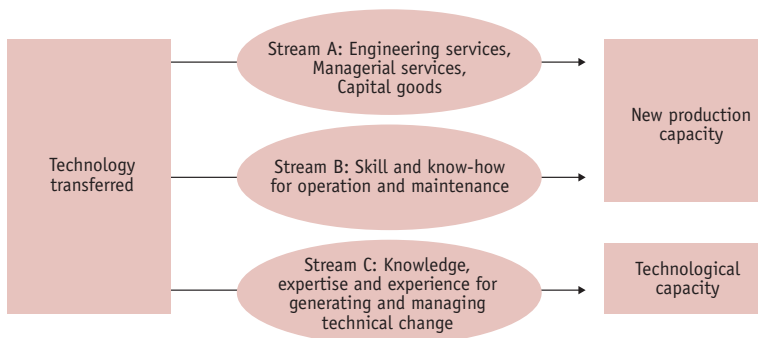 Technology
transferred
Stream A: Engineering services,
Managerial services,
Capital goods
Stream B: Skill and know-how
for operation and maintenance
Stream C: Knowledge,
expertise and experience for
generating and managing
technical change
New production
capacity
Technological
capacity